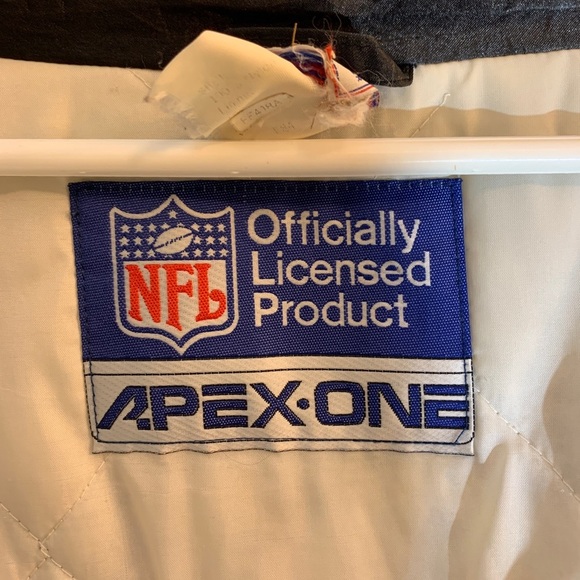 NFL
Officially
Licensed
Product
APEX·ONE